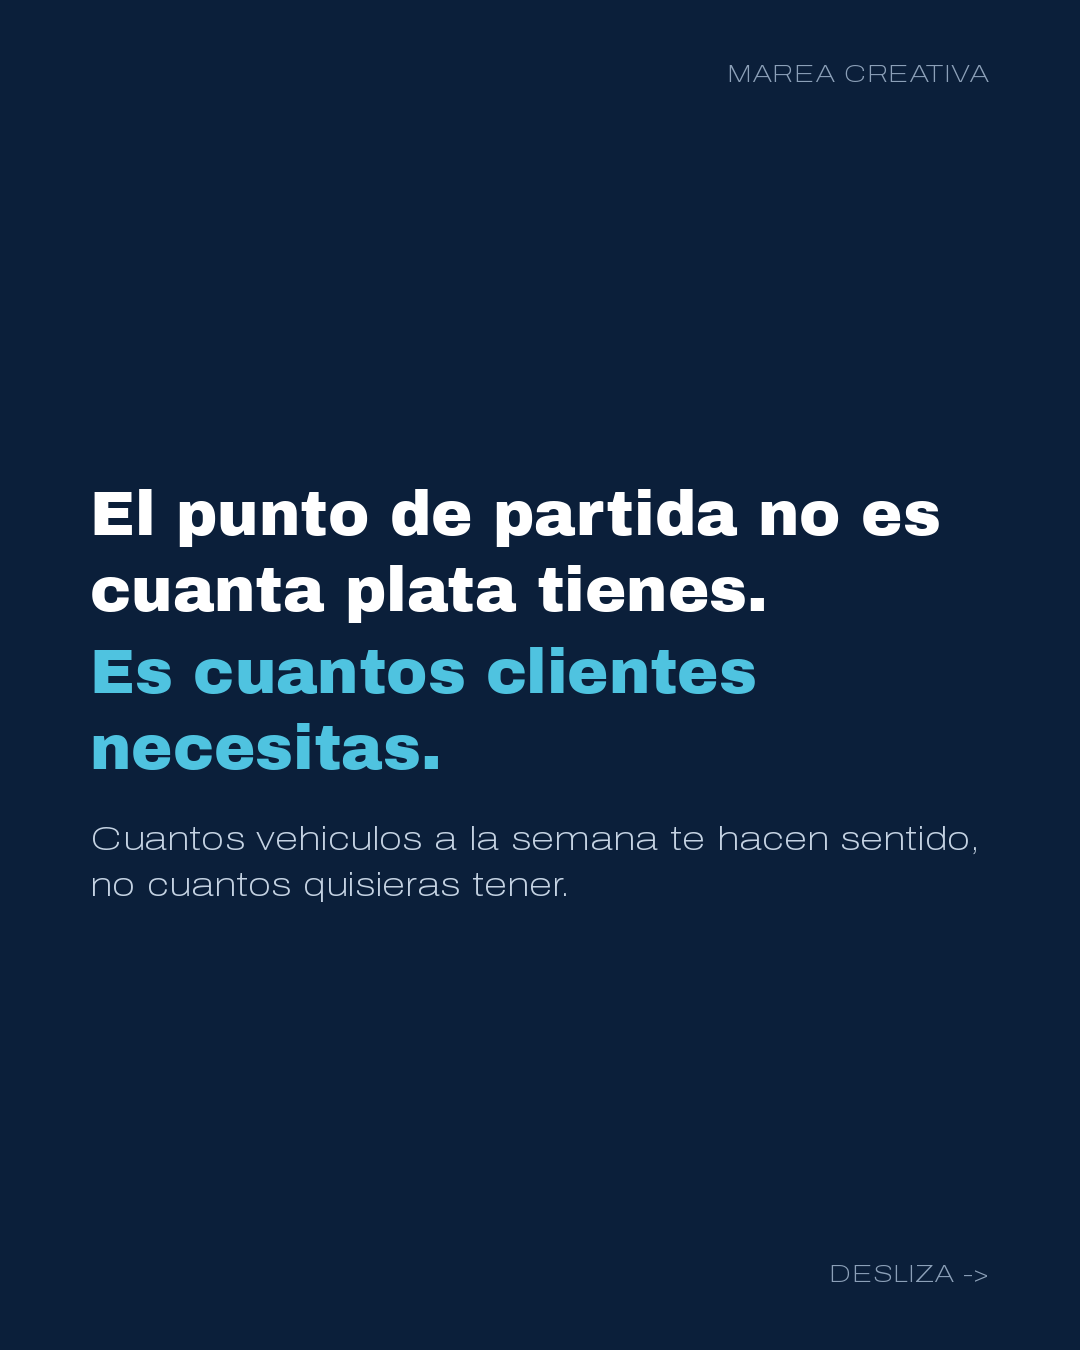 MAREA CREATIVA
El punto de partida no es
cuanta plata tienes.
Es cuantos clientes
necesitas.
Cuantos vehiculos a la semana te hacen sentido,
no cuantos quisieras tener.
DESLIZA ->